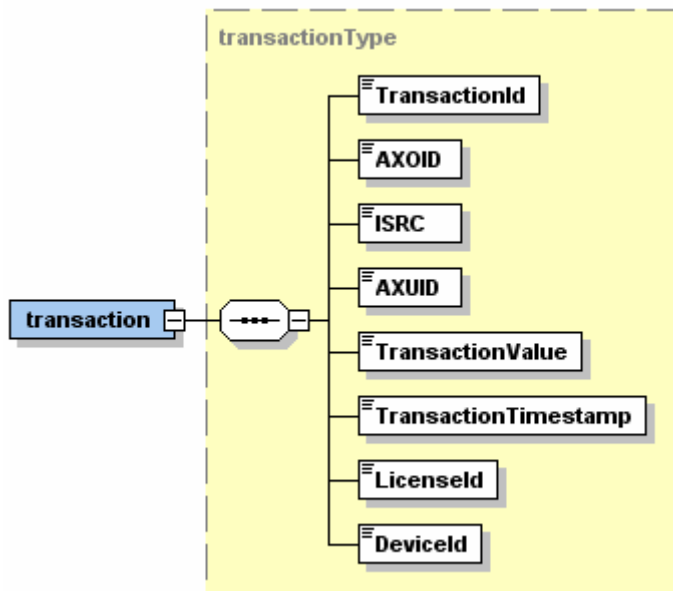 transactionType
TransactionId
AXOID
ISRC
AXUID
transaction
TransactionValue
TransactionTimestamp
LicenseId
DeviceId